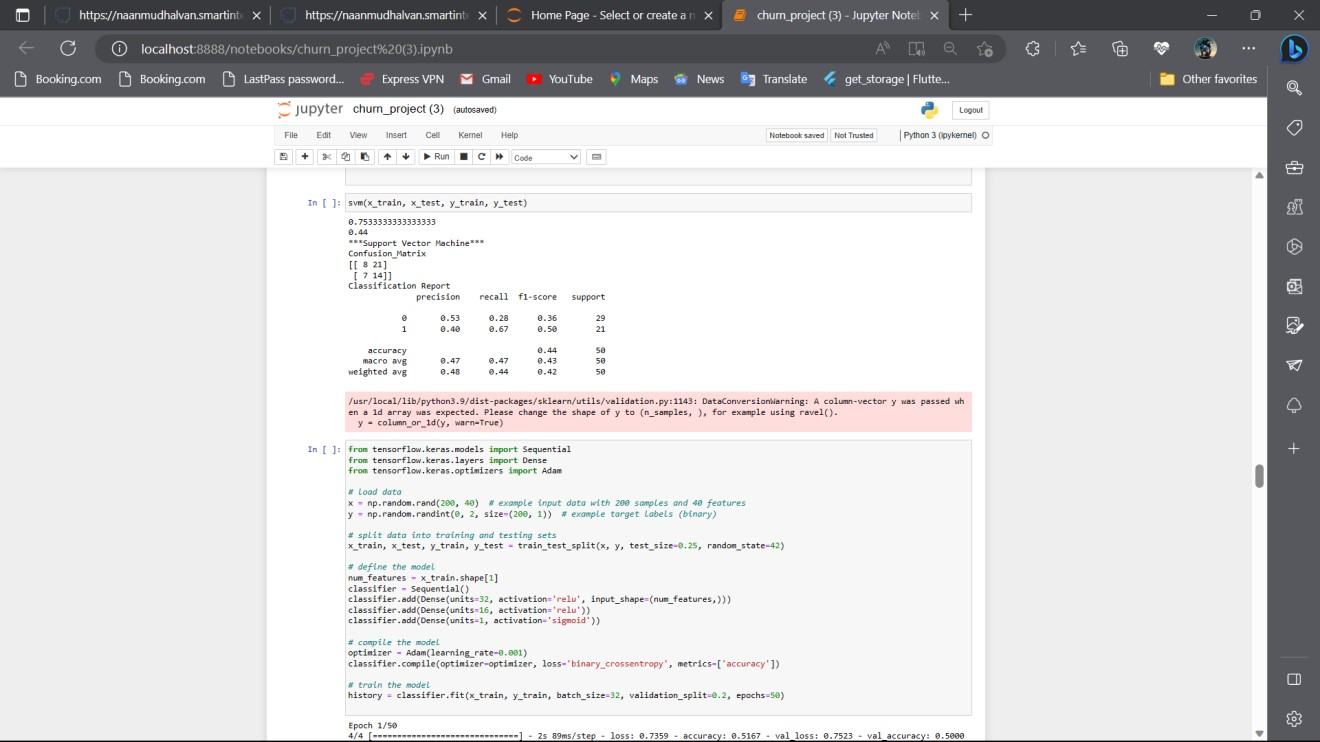 https://naanmudhalvan.smartinte
https://naanmudhalvan.smartinte
Home Page - Select or create a n
churn_project (3) - Jupyter Notel
localhost:8888/notebooks/churn_project%20(3).ipynb
Booking.com
Booking.com
LastPass password...
Express VPN
Gmail
YouTube
Maps
News
Translate
get_storage | Flutte...
Other favorites
jupyter churn_project (3) (autosaved)
Logout
File Edit View Insert Cell Kernel Help
Notebook saved
Not Trusted
Python 3 (ipykernel)
Run
Code
In [ ]: svm(x_train, x_test, y_train, y_test)
0.7533333333333333
0.44
***Support Vector Machine***
Confusion_Matrix
[[ 8 21]
[ 7 14]]
Classification Report
precision recall f1-score support
0 0.53 0.28 0.36 29
1 0.40 0.67 0.50 21
accuracy 0.44 50
macro avg 0.47 0.47 0.43 50
weighted avg 0.48 0.44 0.42 50
/usr/local/lib/python3.9/dist-packages/sklearn/utils/validation.py:1143: DataConversionWarning: A column-vector y was passed wh
en a 1d array was expected. Please change the shape of y to (n_samples, ), for example using ravel().
y = column_or_1d(y, warn=True)
In [ ]: from tensorflow.keras.models import Sequential
from tensorflow.keras.layers import Dense
from tensorflow.keras.optimizers import Adam
# load data
x = np.random.rand(200, 40) # example input data with 200 samples and 40 features
y = np.random.randint(0, 2, size=(200, 1)) # example target labels (binary)
# split data into training and testing sets
x_train, x_test, y_train, y_test = train_test_split(x, y, test_size=0.25, random_state=42)
# define the model
num_features = x_train.shape[1]
classifier = Sequential()
classifier.add(Dense(units=32, activation='relu', input_shape=(num_features,)))
classifier.add(Dense(units=16, activation='relu'))
classifier.add(Dense(units=1, activation='sigmoid'))
# compile the model
optimizer = Adam(learning_rate=0.001)
classifier.compile(optimizer=optimizer, loss='binary_crossentropy', metrics=['accuracy'])
# train the model
history = classifier.fit(x_train, y_train, batch_size=32, validation_split=0.2, epochs=50)
Epoch 1/50
4/4 [==============================] - 2s 89ms/step - loss: 0.7359 - accuracy: 0.5167 - val_loss: 0.7523 - val_accuracy: 0.5000